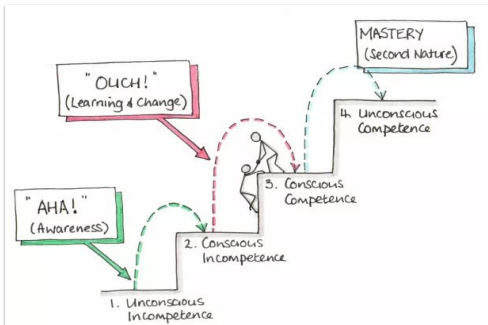 MASTERY
(Second Nature)
"OUCH!"
(Learning & Change)
4. Unconscious
Competence
3. Conscious
Competence
"AHA!"
(Awareness)
2. Conscious
Incompetence
1. Unconscious
Incompetence